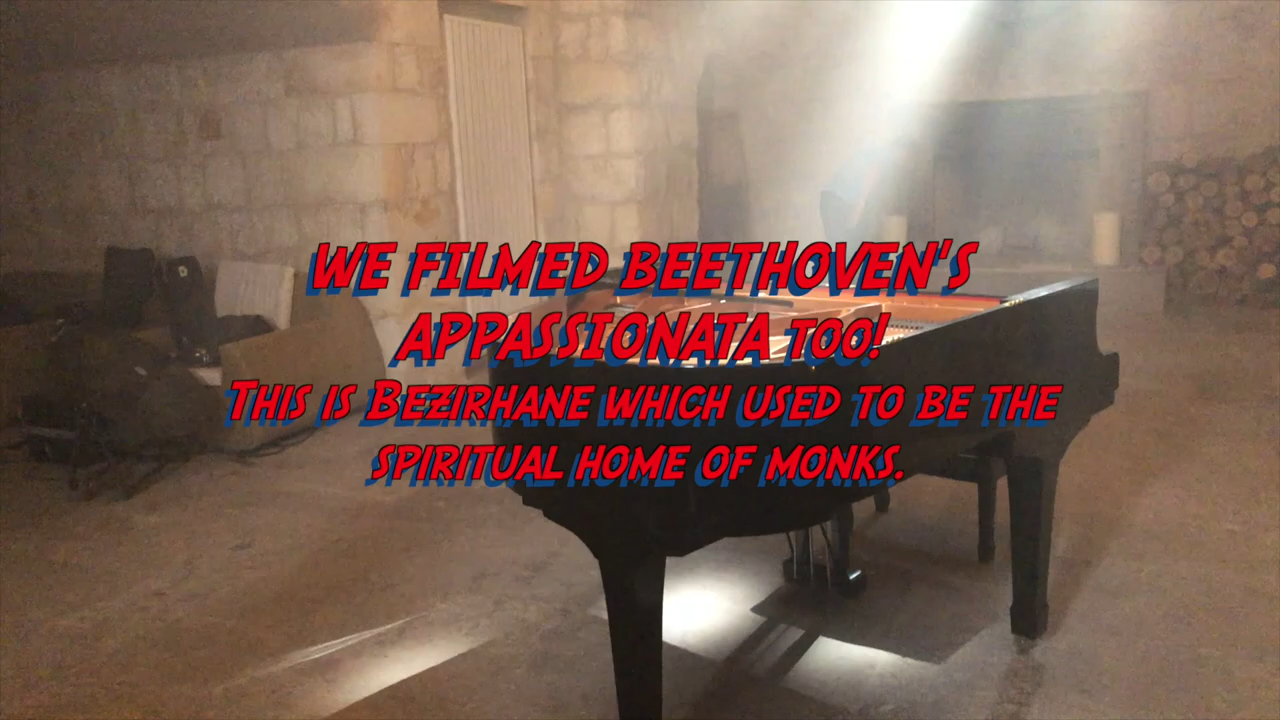 WE FILMED BEETHOVEN'S
APPASSIONATA TOO!
THIS IS BEZIRHANE WHICH USED TO BE THE
SPIRITUAL HOME OF MONKS.